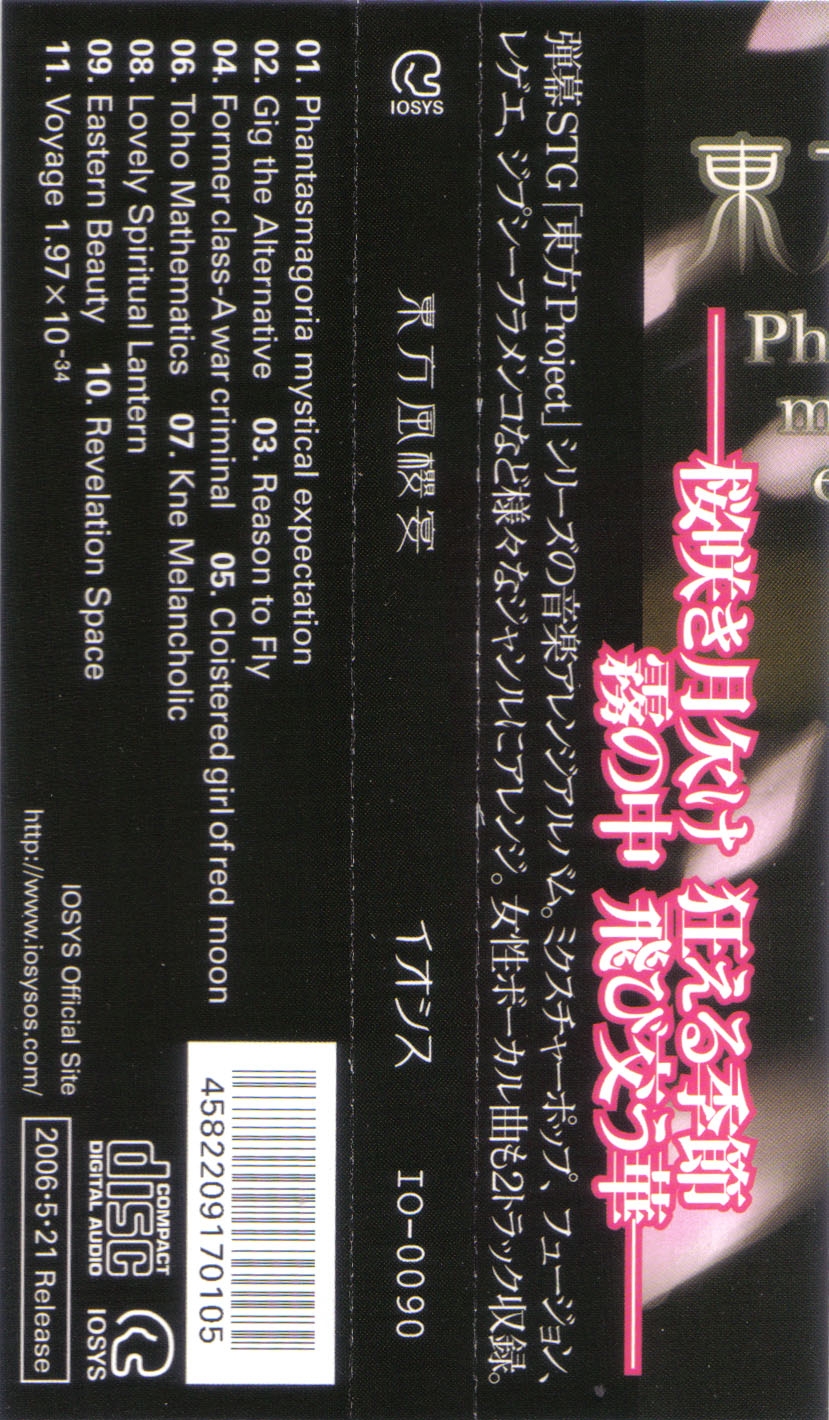 東
Ph
m
e
桜咲き月欠け 狂える季節
霧の中 飛び交う華
弾幕STG「東方Project」シリーズの音楽アレンジアルバム。ミクスチャーポップ、フュージョン、
レゲエ、ジプシーフラメンコなど様々なジャンルにアレンジ。女性ボーカル曲も2トラック収録。
IOSYS
東方風櫻宴
イオシス
IO-0090
01. Phantasmagoria mystical expectation
02. Gig the Alternative 03. Reason to Fly
04. Former class-A war criminal 05. Cloistered girl of red moon
06. Toho Mathematics 07. Kne Melancholic
08. Lovely Spiritual Lantern
09. Eastern Beauty 10. Revelation Space
11. Voyage 1.97×10-34
4582209170105
COMPACT
disc
DIGITAL AUDIO
IOSYS
IOSYS Official Site
http://www.iosysos.com/
2006・5・21 Release